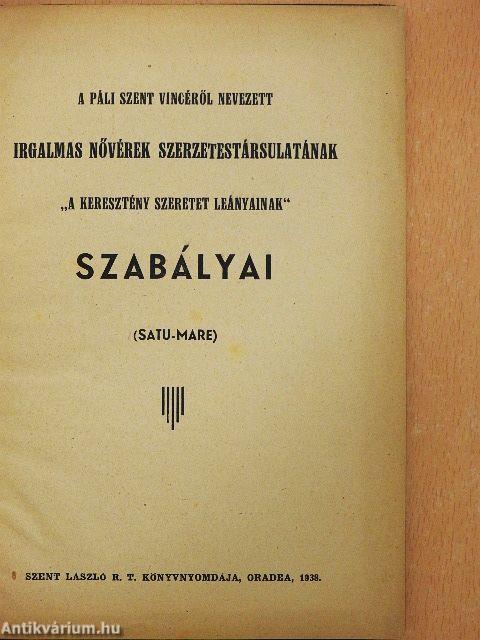 A PÁLI SZENT VINCÉRŐL NEVEZETT
IRGALMAS NŐVÉREK SZERZETESTÁRSULATÁNAK
„A KERESZTÉNY SZERETET LEÁNYAINAK“
SZABÁLYAI
(SATU-MARE)
SZENT LÁSZLÓ R. T. KÖNYVNYOMDÁJA, ORADEA, 1938.
Antikvárium.hu